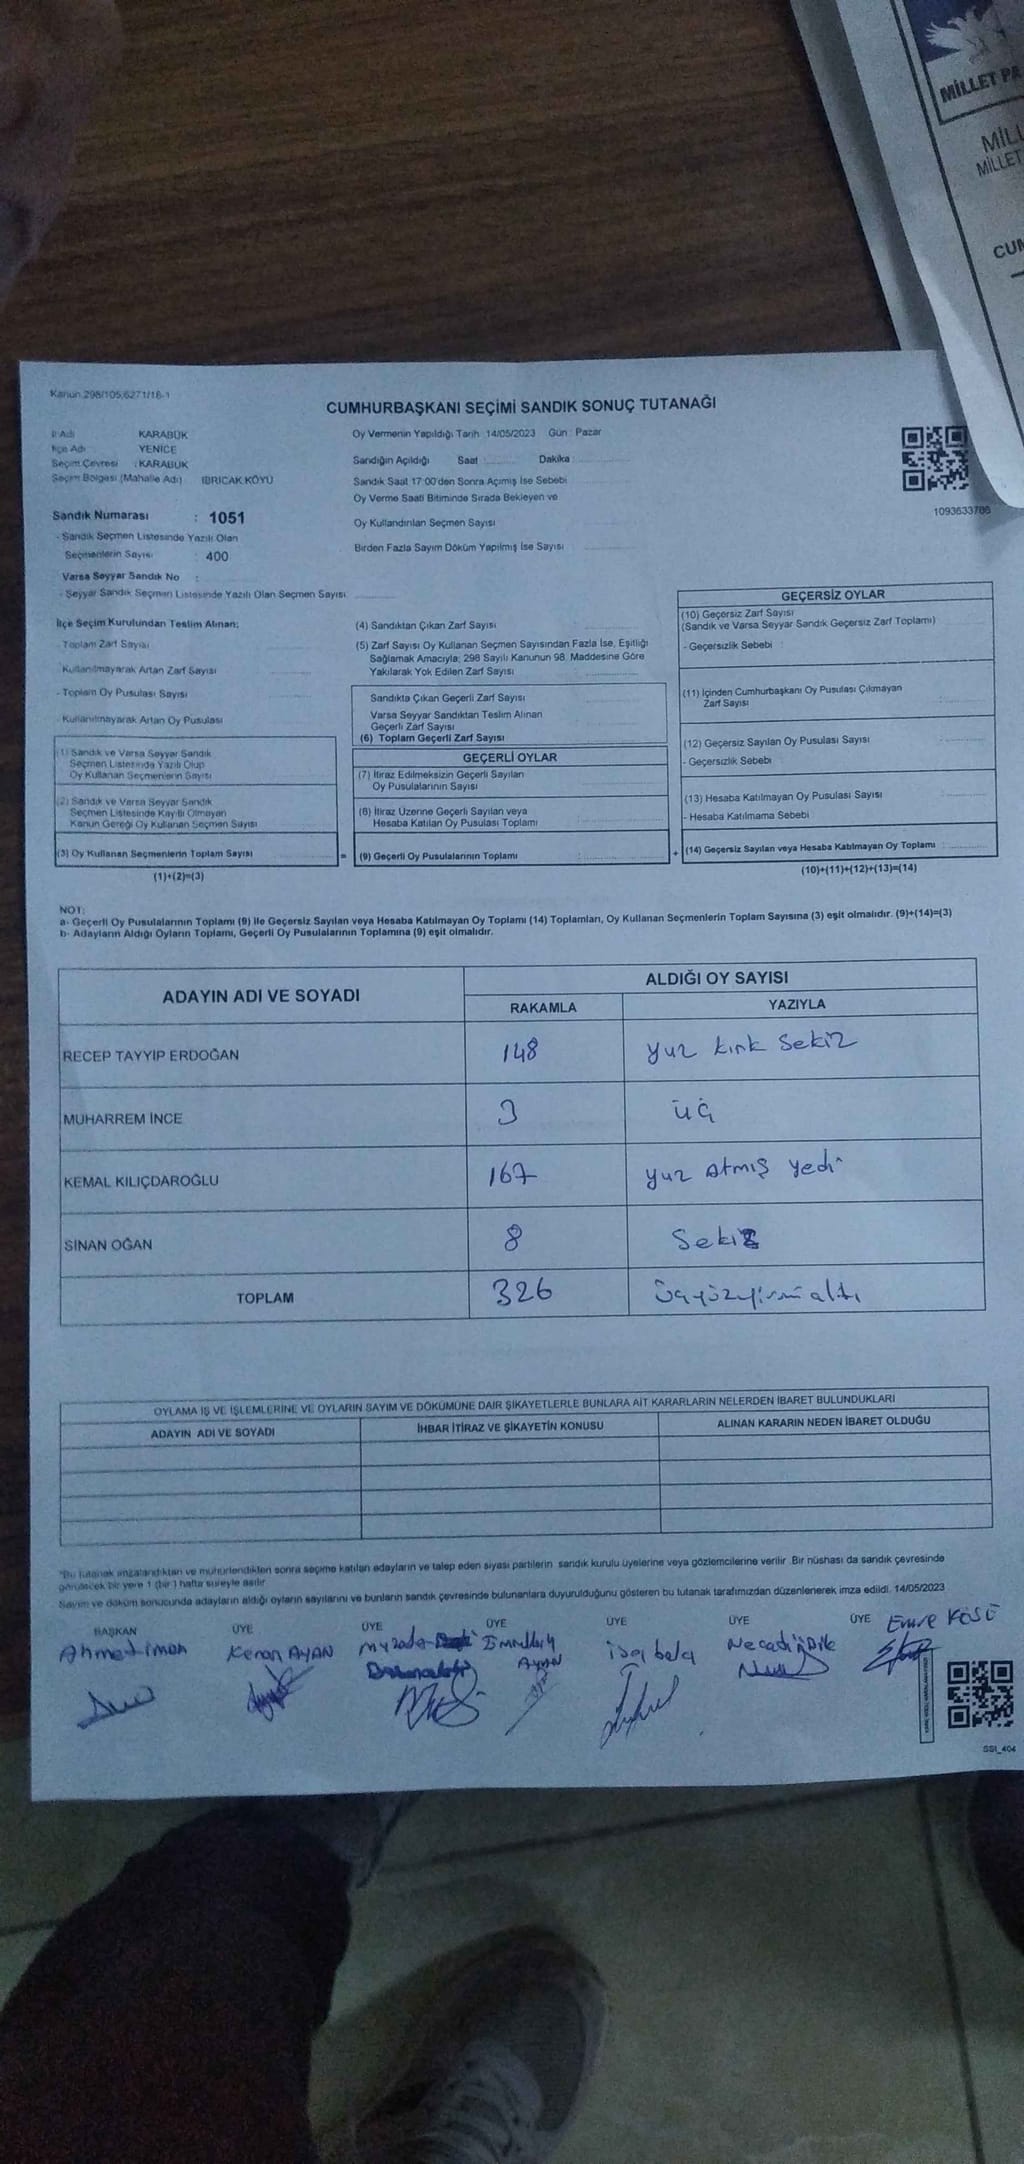 MİLLET PA
MİLL
MİLLET
CUM
Kanun 298/105,6271/18-1
CUMHURBAŞKANI SEÇİMİ SANDIK SONUÇ TUTANAĞI
İl Adı KARABÜK
İlçe Adı YENİCE
Seçim Çevresi : KARABÜK
Seçim Bölgesi (Mahalle Adı) IBRICAK KÖYÜ
Sandık Numarası : 1051
- Sandık Seçmen Listesinde Yazılı Olan
Seçmenlerin Sayısı : 400
Varsa Seyyar Sandık No :
- Seyyar Sandık Seçmen Listesinde Yazılı Olan Seçmen Sayısı
Oy Vermenin Yapıldığı Tarih 14/05/2023 Gün : Pazar
Sandığın Açıldığı Saat Dakika
Sandık Saat 17:00'den Sonra Açımış İse Sebebi
Oy Verme Saati Bitiminde Sırada Bekleyen ve
Oy Kullandırılan Seçmen Sayısı
Birden Fazla Sayım Döküm Yapılmış İse Sayısı
1093633786
İlçe Seçim Kurulundan Teslim Alınan;
- Toplam Zarf Sayısı
Kullanılmayarak Artan Zarf Sayısı
- Toplam Oy Pusulası Sayısı
- Kullanılmayarak Artan Oy Pusulası
(1) Sandık ve Varsa Seyyar Sandık
Seçmen Listesinde Yazılı Olup
Oy Kullanan Seçmenlerin Sayısı
(2) Sandık ve Varsa Seyyar Sandık
Seçmen Listesinde Kayıtlı Olmayan
Kanun Gereği Oy Kullanan Seçmen Sayısı
(3) Oy Kullanan Seçmenlerin Toplam Sayısı
(1)+(2)=(3)
(4) Sandıktan Çıkan Zarf Sayısı
(5) Zarf Sayısı Oy Kullanan Seçmen Sayısından Fazla İse, Eşitliği
Sağlamak Amacıyla; 298 Sayılı Kanunun 98. Maddesine Göre
Yakılarak Yok Edilen Zarf Sayısı
Sandıkta Çıkan Geçerli Zarf Sayısı
Varsa Seyyar Sandıktan Teslim Alınan
Geçerli Zarf Sayısı
(6) Toplam Geçerli Zarf Sayısı
GEÇERLİ OYLAR
(7) İtiraz Edilmeksizin Geçerli Sayılan
Oy Pusulalarının Sayısı
(8) İtiraz Üzerine Geçerli Sayılan veya
Hesaba Katılan Oy Pusulası Toplamı
= (9) Geçerli Oy Pusulalarının Toplamı
GEÇERSİZ OYLAR
(10) Geçersiz Zarf Sayısı
(Sandık ve Varsa Seyyar Sandık Geçersiz Zarf Toplamı)
- Geçersizlik Sebebi
(11) İçinden Cumhurbaşkanı Oy Pusulası Çıkmayan
Zarf Sayısı
(12) Geçersiz Sayılan Oy Pusulası Sayısı
- Geçersizlik Sebebi
(13) Hesaba Katılmayan Oy Pusulası Sayısı
- Hesaba Katılmama Sebebi
+ (14) Geçersiz Sayılan veya Hesaba Katılmayan Oy Toplamı
(10)+(11)+(12)+(13)=(14)
NOT:
a- Geçerli Oy Pusulalarının Toplamı (9) ile Geçersiz Sayılan veya Hesaba Katılmayan Oy Toplamı (14) Toplamları, Oy Kullanan Seçmenlerin Toplam Sayısına (3) eşit olmalıdır. (9)+(14)=(3)
b- Adayların Aldığı Oyların Toplamı, Geçerli Oy Pusulalarının Toplamına (9) eşit olmalıdır.
ADAYIN ADI VE SOYADI ALDIĞI OY SAYISI
RAKAMLA YAZIYLA
RECEP TAYYİP ERDOĞAN 148 yuz kırk sekiz
MUHARREM İNCE 3 üç
KEMAL KILIÇDAROĞLU 167 yuz atmış yedi
SİNAN OĞAN 8 Sekiz
TOPLAM 326 üçyüzyirmialtı
OYLAMA İŞ VE İŞLEMLERİNE VE OYLARIN SAYIM VE DÖKÜMÜNE DAİR ŞİKAYETLERLE BUNLARA AİT KARARLARIN NELERDEN İBARET BULUNDUKLARI
ADAYIN ADI VE SOYADI İHBAR İTİRAZ VE ŞİKAYETİN KONUSU ALINAN KARARIN NEDEN İBARET OLDUĞU
*Bu tutanak imzalandıktan ve mühürlendikten sonra seçime katılan adayların ve talep eden siyasi partilerin sandık kurulu üyelerine veya gözlemcilerine verilir. Bir nüshası da sandık çevresinde
görülecek bir yere 1 (bir) hafta süreyle asılır.
Sayım ve döküm sonucunda adayların aldığı oyların sayılarını ve bunların sandık çevresinde bulunanlara duyurulduğunu gösteren bu tutanak tarafımızdan düzenlenerek imza edildi. 14/05/2023
BAŞKAN ÜYE ÜYE ÜYE ÜYE ÜYE ÜYE Emre KÖSÜ
Ahmet iman Kenan AYAN
Ayan
SSI_404